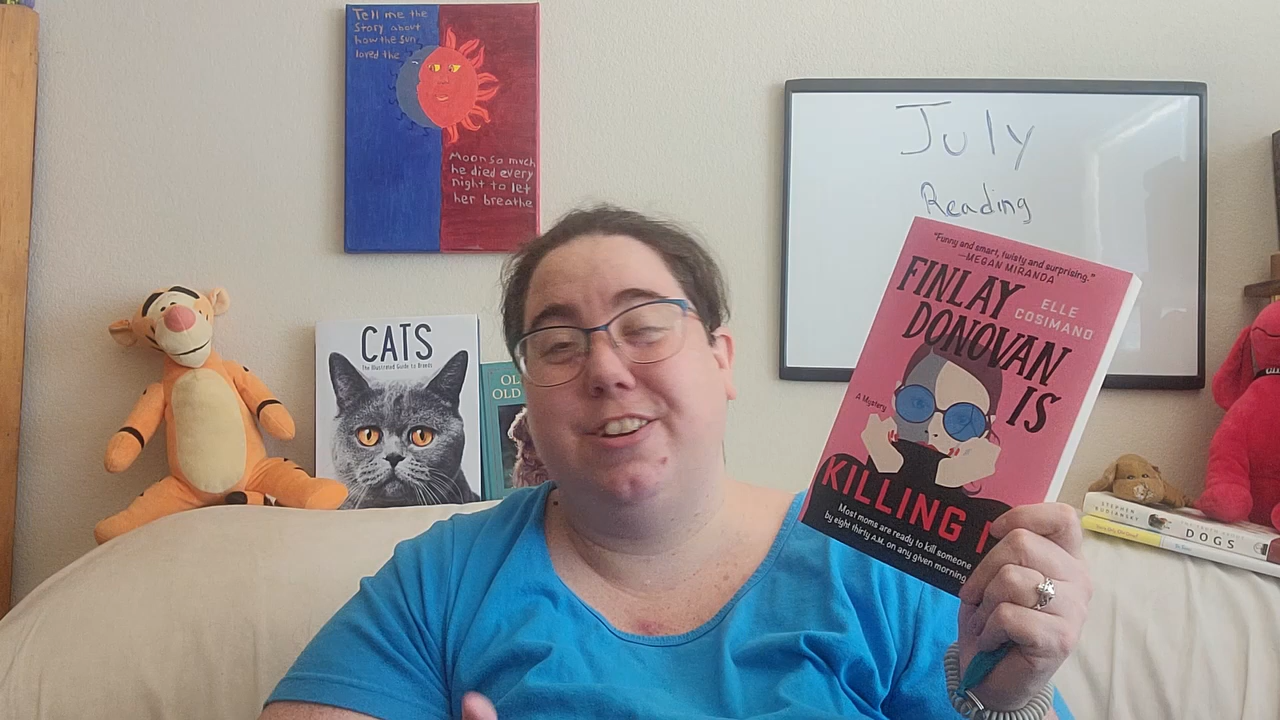 Tell me the
Story about
how the Sun
loved the
Moon so much
he died every
night to let
her breathe
July
Reading
CATS
The Illustrated Guide to Breeds
OL
OLD
"Funny and smart, twisty and surprising."
—MEGAN MIRANDA
FINLAY
DONOVAN
IS
ELLE
COSIMANO
A Mystery
KILLING I
Most moms are ready to kill someone
by eight thirty A.M. on any given morning
STEPHEN
BUDIANSKY
DOGS